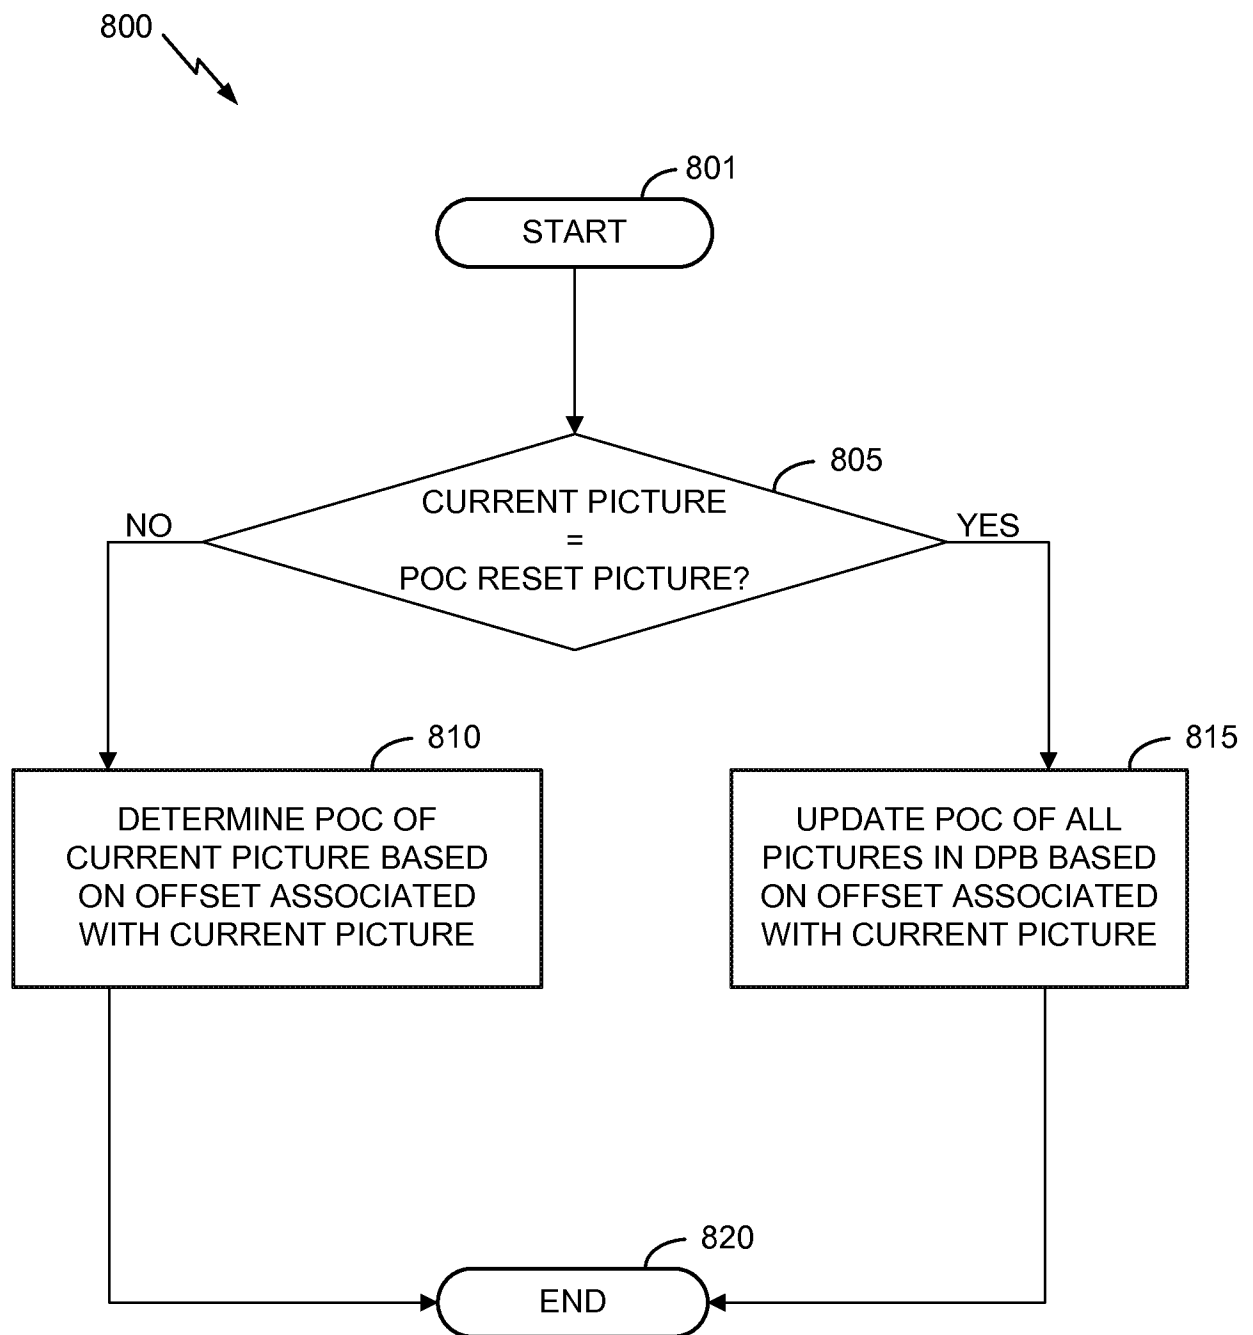 800
801
START
805
CURRENT PICTURE
=
POC RESET PICTURE?
NO
YES
810
815
DETERMINE POC OF
CURRENT PICTURE BASED
ON OFFSET ASSOCIATED
WITH CURRENT PICTURE
UPDATE POC OF ALL
PICTURES IN DPB BASED
ON OFFSET ASSOCIATED
WITH CURRENT PICTURE
820
END